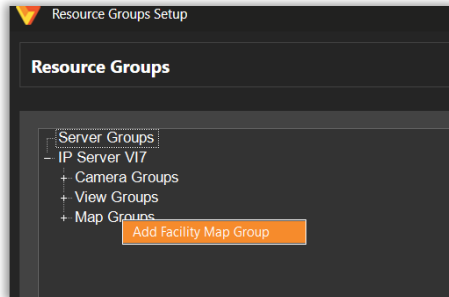 Resource Groups Setup
Resource Groups
Server Groups
IP Server VI7
Camera Groups
View Groups
Map Groups
Add Facility Map Group